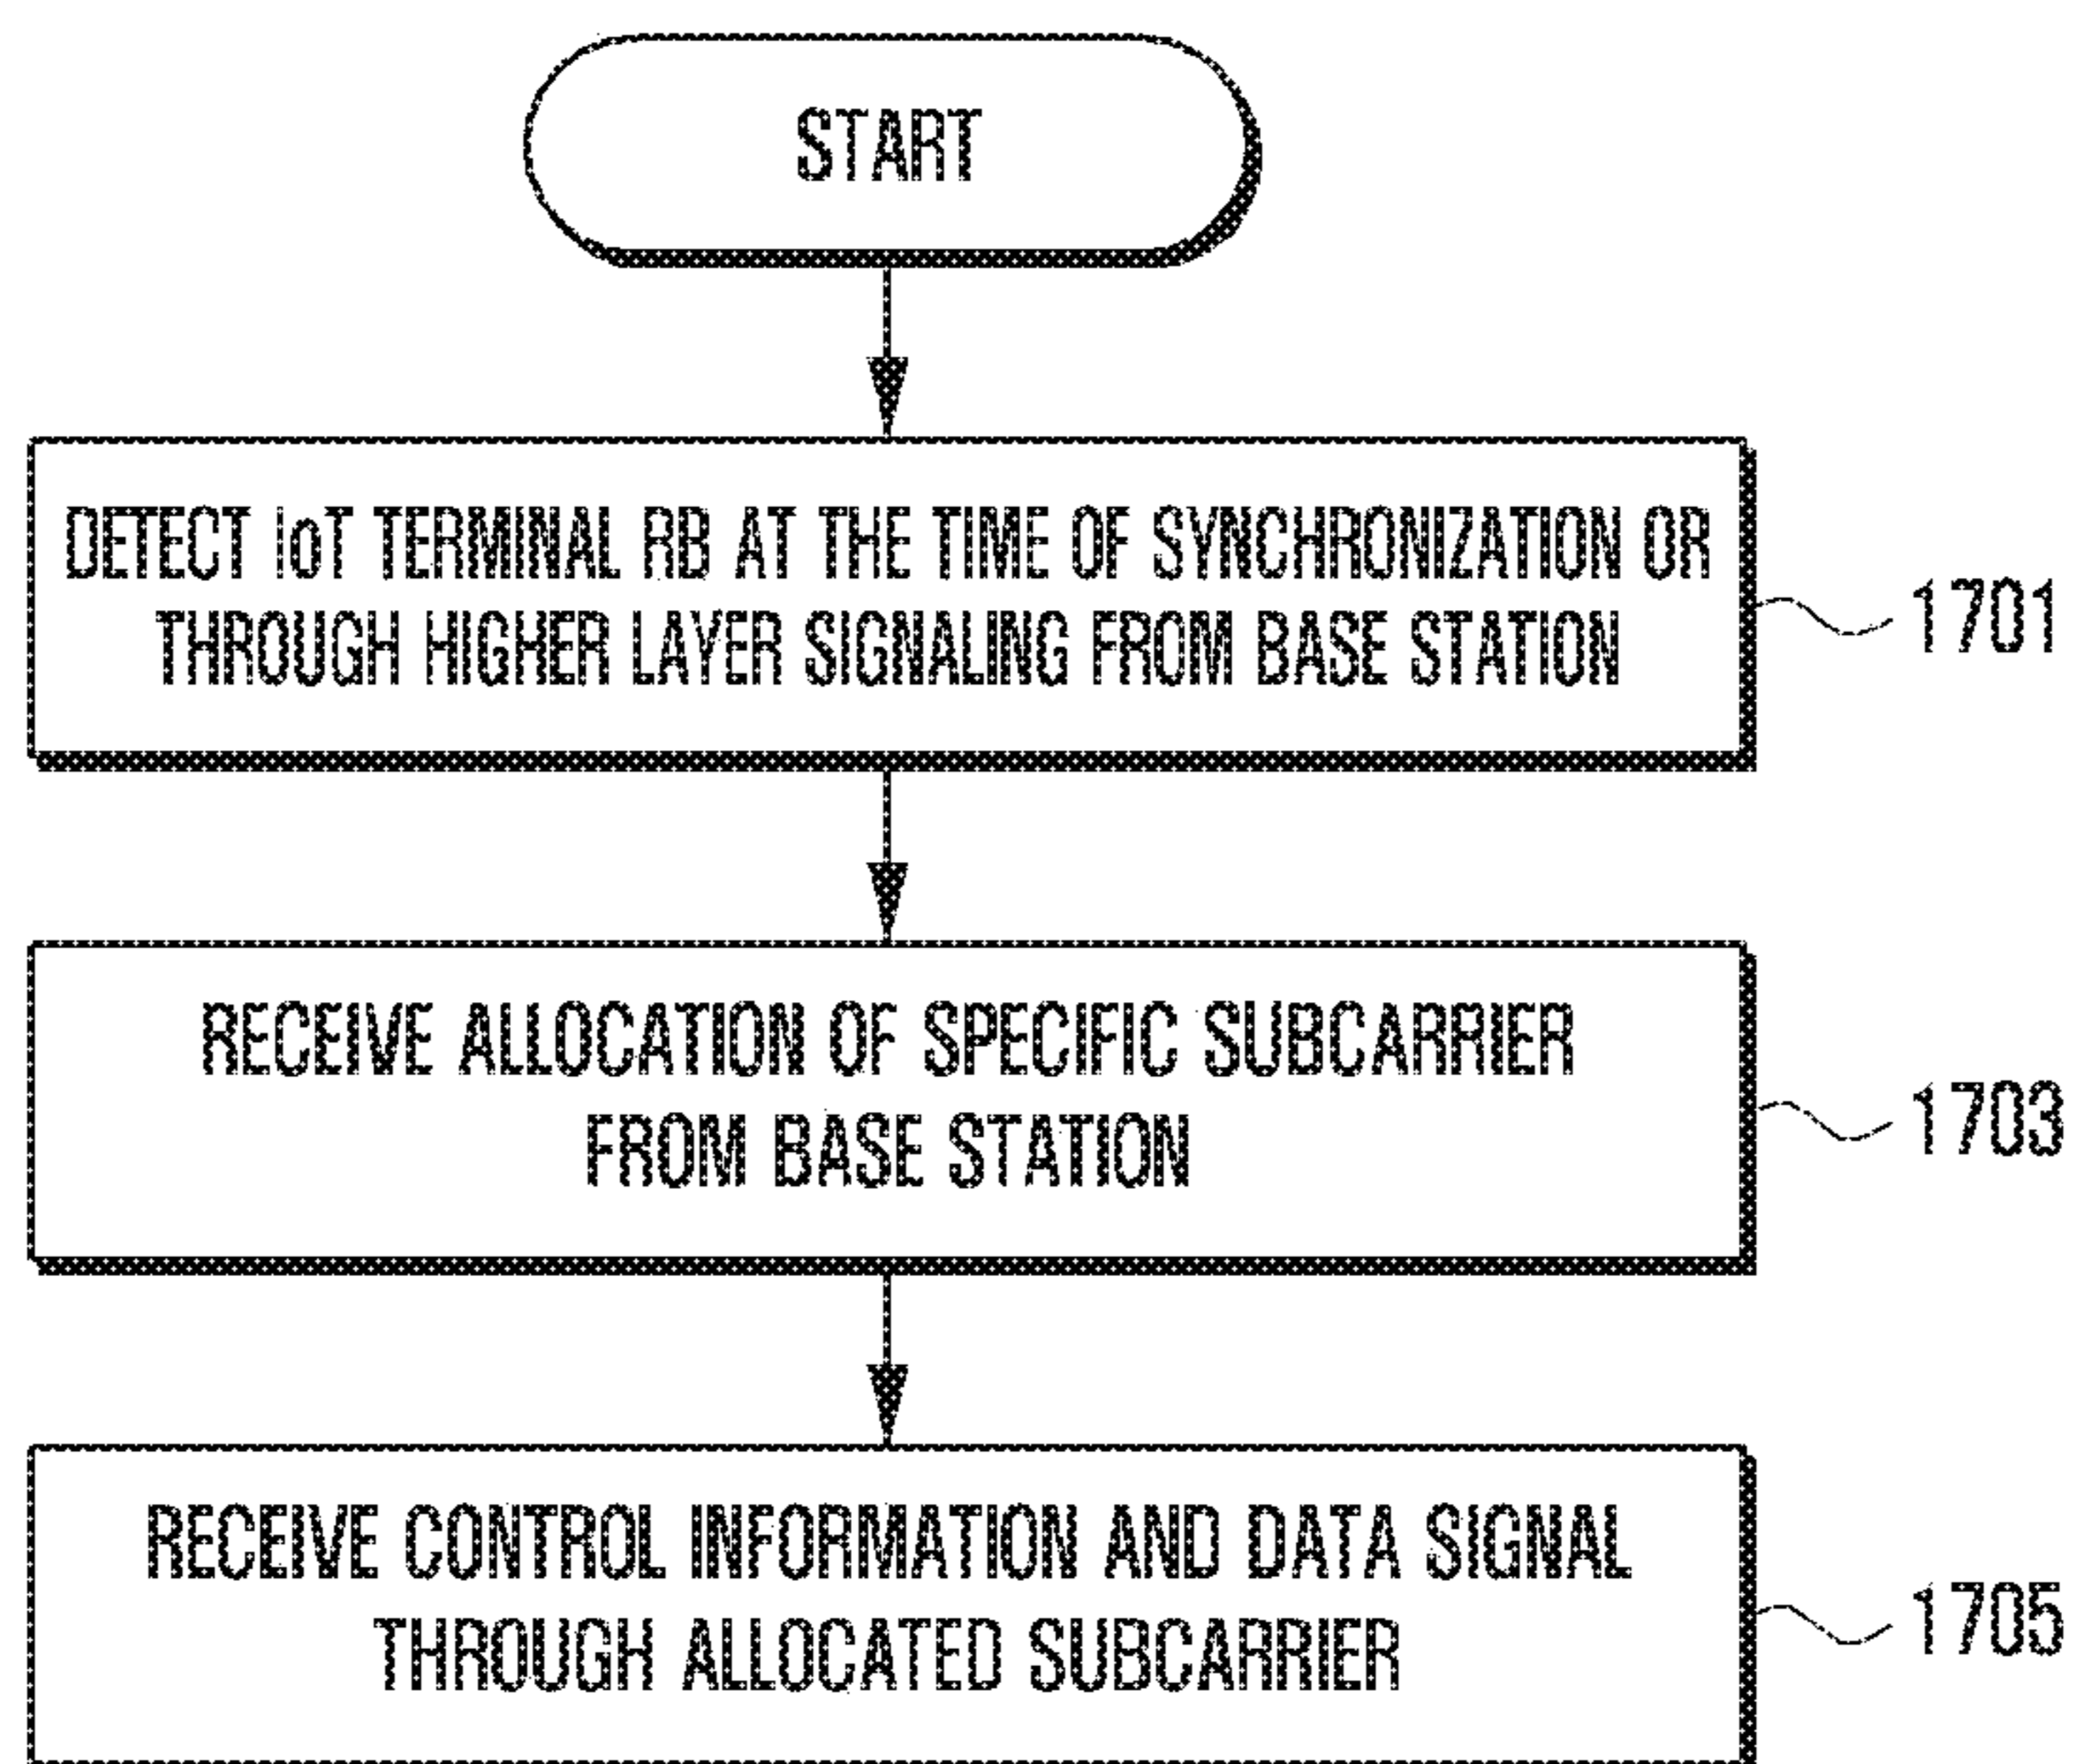 START
DETECT IoT TERMINAL RB AT THE TIME OF SYNCHRONIZATION OR
THROUGH HIGHER LAYER SIGNALING FROM BASE STATION
1701
RECEIVE ALLOCATION OF SPECIFIC SUBCARRIER
FROM BASE STATION
1703
RECEIVE CONTROL INFORMATION AND DATA SIGNAL
THROUGH ALLOCATED SUBCARRIER
1705